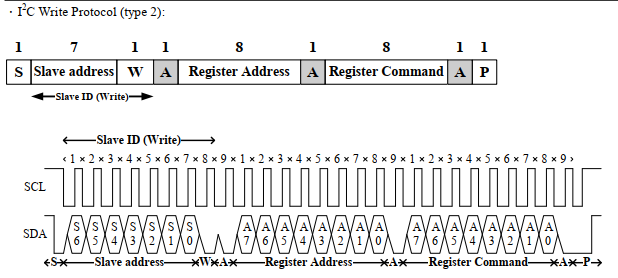 · I²C Write Protocol (type 2):
1 7 1 1 8 1 8 1 1
S Slave address W A Register Address A Register Command A P
Slave ID (Write)
Slave ID (Write)
‹ 1 × 2 × 3 × 4 × 5 × 6 × 7 × 8 × 9 × 1 × 2 × 3 × 4 × 5 × 6 × 7 × 8 × 9 × 1 × 2 × 3 × 4 × 5 × 6 × 7 × 8 × 9 ›
SCL
SDA S6 S5 S4 S3 S2 S1 S0 A7 A6 A5 A4 A3 A2 A1 A0 A7 A6 A5 A4 A3 A2 A1 A0
S Slave address W A Register Address A Register Command A P